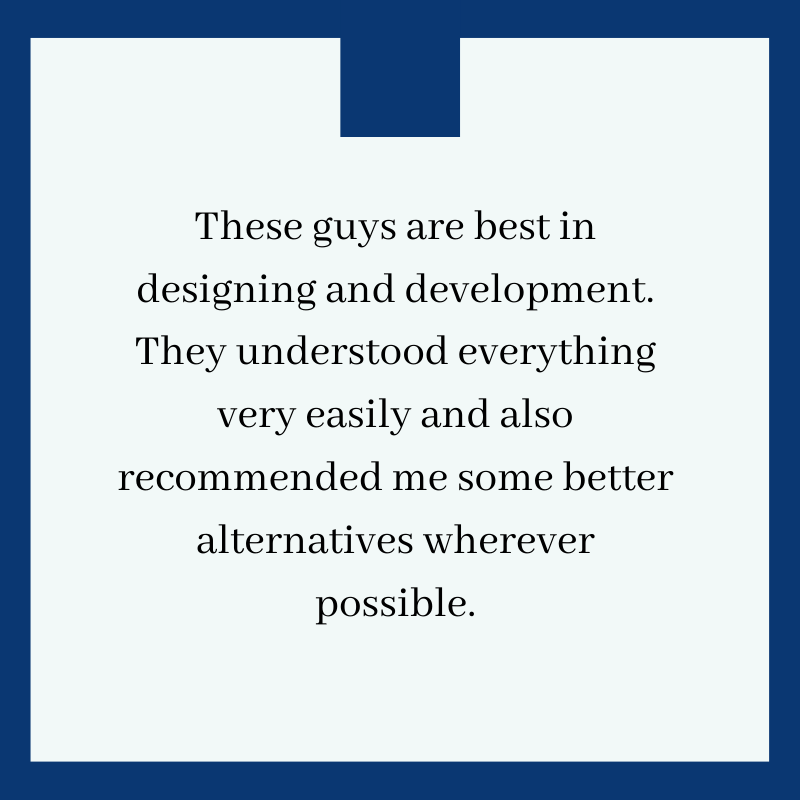 These guys are best in
designing and development.
They understood everything
very easily and also
recommended me some better
alternatives wherever
possible.